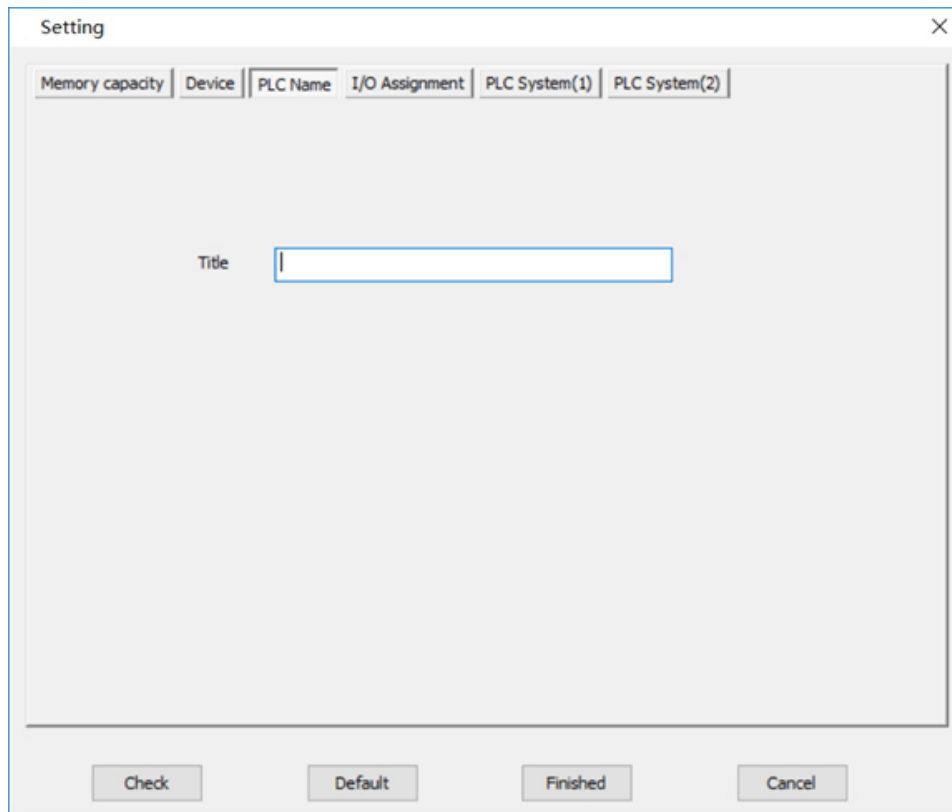 Setting
Memory capacity Device PLC Name I/O Assignment PLC System(1) PLC System(2)
Title
Check Default Finished Cancel